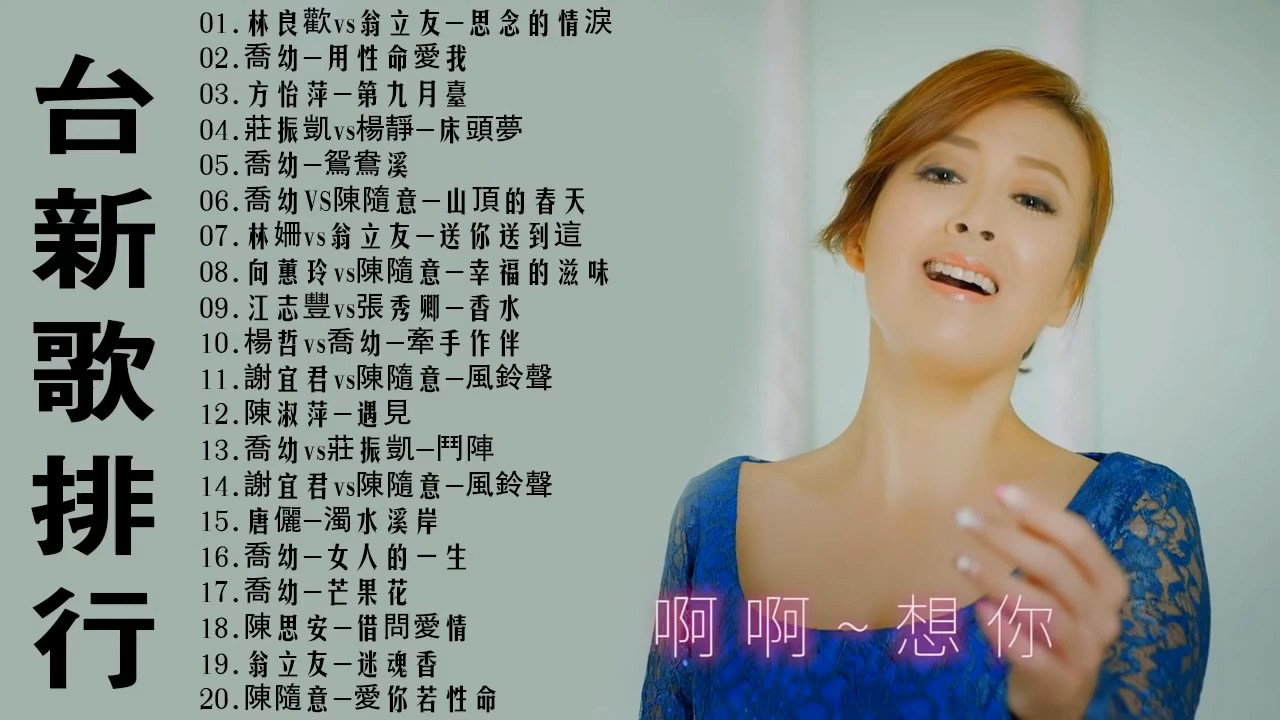 台新歌排行
01.林良歡vs翁立友–思念的情淚
02.喬幼–用性命愛我
03.方怡萍–第九月臺
04.莊振凱vs楊靜–床頭夢
05.喬幼–鴛鴦溪
06.喬幼VS陳隨意–山頂的春天
07.林姍vs翁立友–送你送到這
08.向蕙玲vs陳隨意–幸福的滋味
09.江志豐vs張秀卿–香水
10.楊哲vs喬幼–牽手作伴
11.謝宜君vs陳隨意–風鈴聲
12.陳淑萍–遇見
13.喬幼vs莊振凱–鬥陣
14.謝宜君vs陳隨意–風鈴聲
15.唐儷–濁水溪岸
16.喬幼–女人的一生
17.喬幼–芒果花
18.陳思安–借問愛情
19.翁立友–迷魂香
20.陳隨意–愛你若性命
啊啊~想你